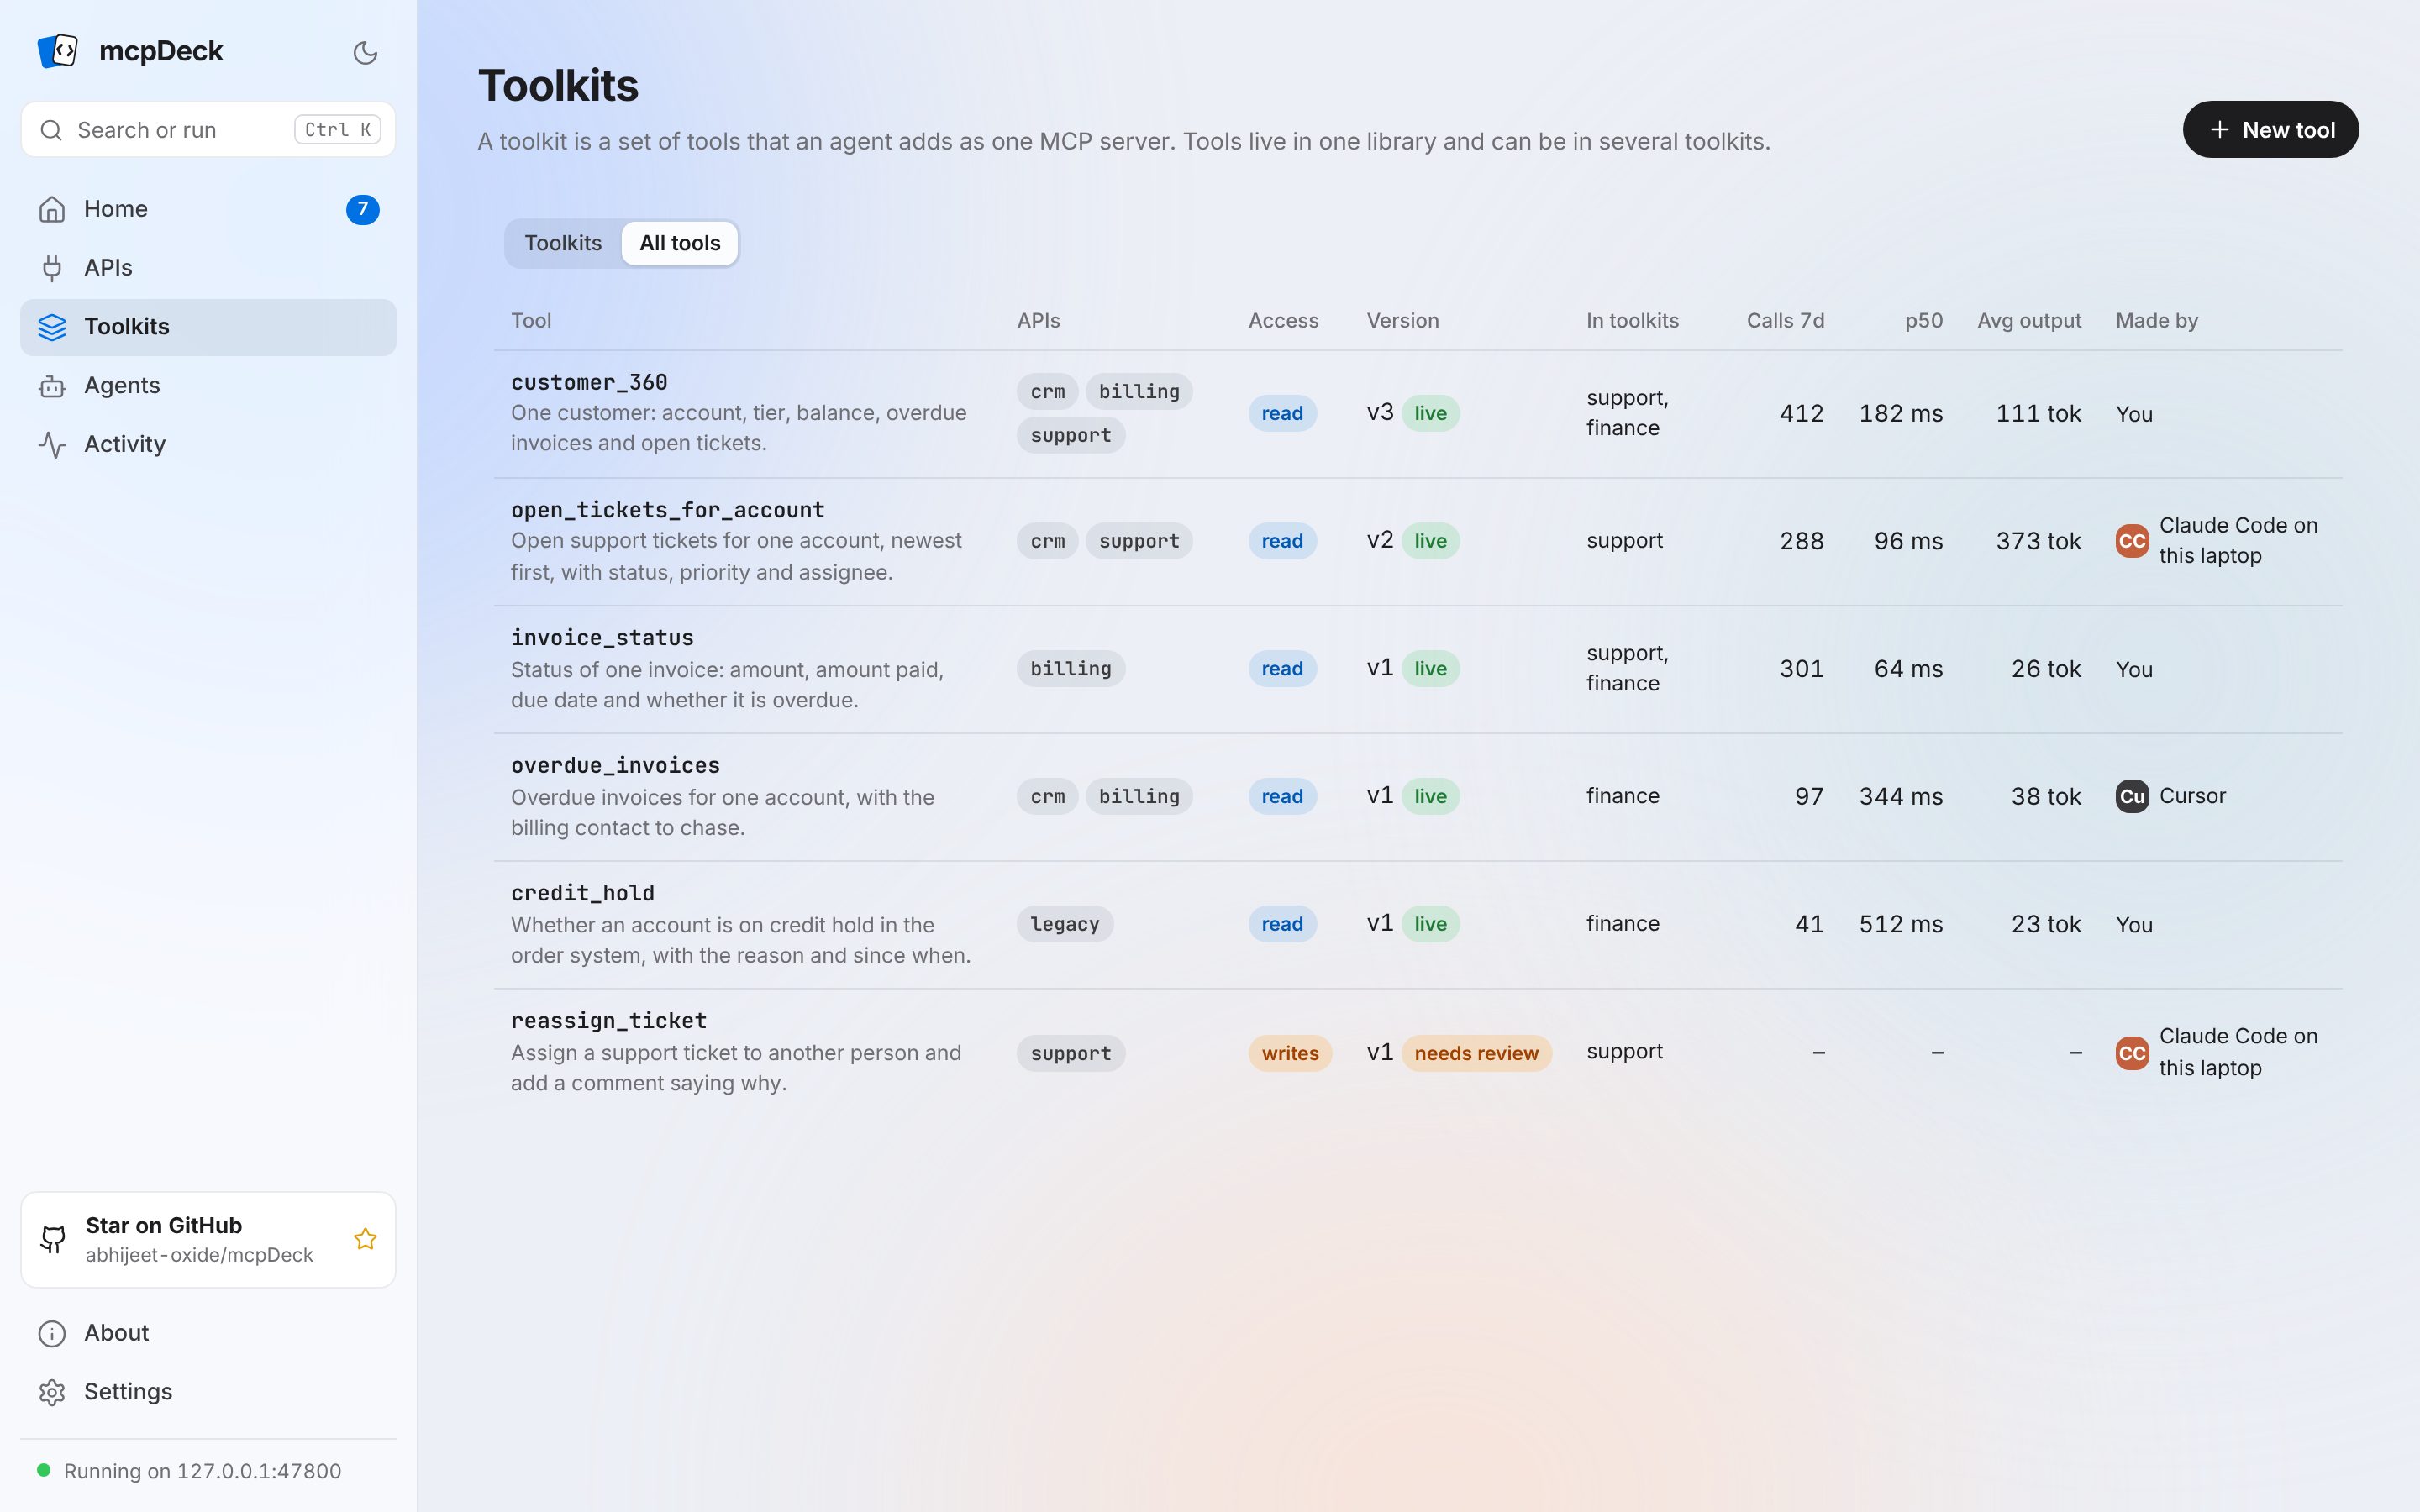 mcpDeck
Search or run Ctrl K
Home 7
APIs
Toolkits
Agents
Activity
Star on GitHub
abhijeet-oxide/mcpDeck
About
Settings
Running on 127.0.0.1:47800
Toolkits
A toolkit is a set of tools that an agent adds as one MCP server. Tools live in one library and can be in several toolkits.
New tool
Toolkits All tools
Tool APIs Access Version In toolkits Calls 7d p50 Avg output Made by
customer_360
One customer: account, tier, balance, overdue
invoices and open tickets.
crm billing
support
read
v3 live
support,
finance
412 182 ms 111 tok You
open_tickets_for_account
Open support tickets for one account, newest
first, with status, priority and assignee.
crm support
read
v2 live
support
288 96 ms 373 tok
CC Claude Code on
this laptop
invoice_status
Status of one invoice: amount, amount paid,
due date and whether it is overdue.
billing
read
v1 live
support,
finance
301 64 ms 26 tok You
overdue_invoices
Overdue invoices for one account, with the
billing contact to chase.
crm billing
read
v1 live
finance
97 344 ms 38 tok
Cu Cursor
credit_hold
Whether an account is on credit hold in the
order system, with the reason and since when.
legacy
read
v1 live
finance
41 512 ms 23 tok You
reassign_ticket
Assign a support ticket to another person and
add a comment saying why.
support
writes
v1 needs review
support
– – –
CC Claude Code on
this laptop